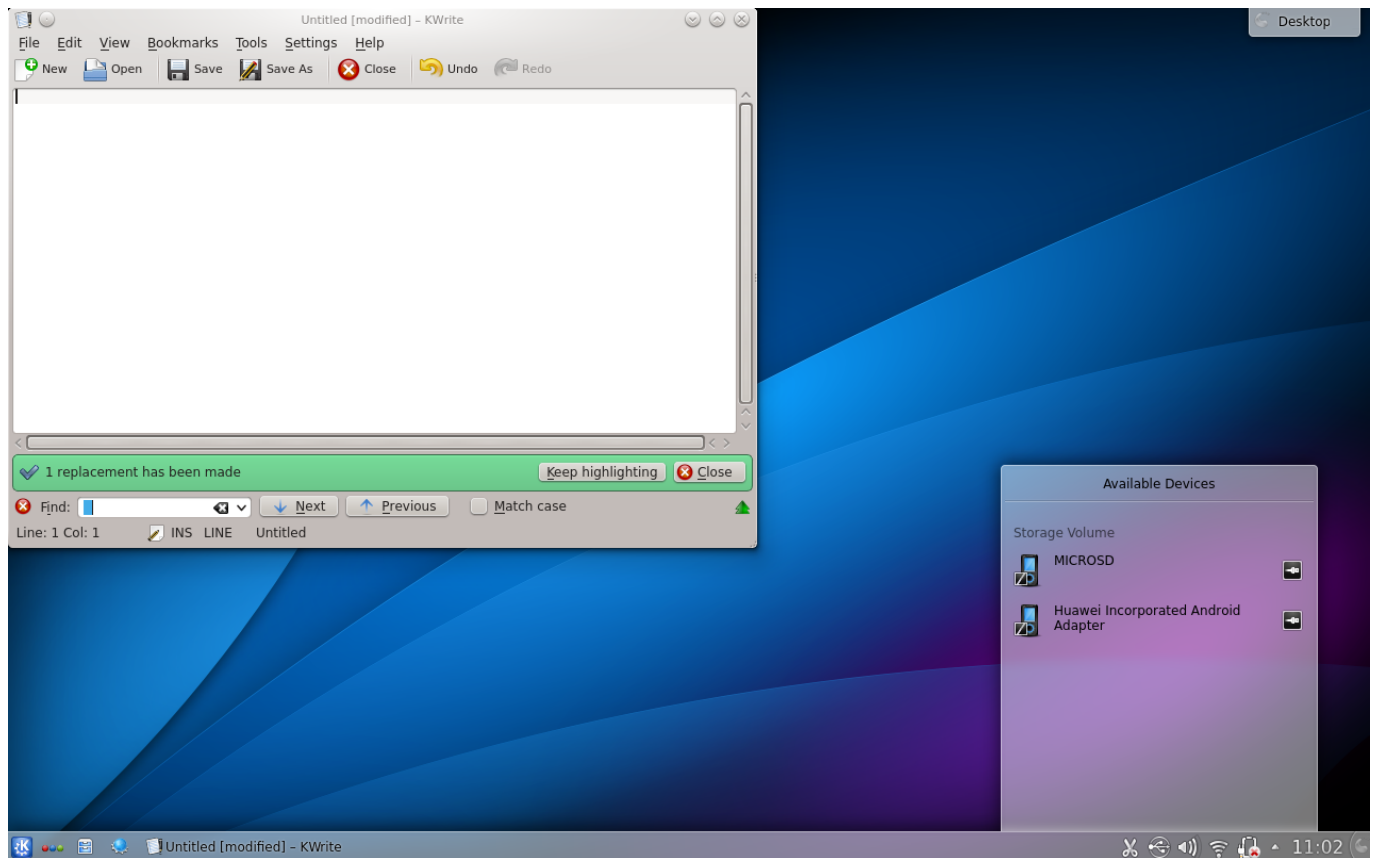 Untitled [modified] – KWrite
File Edit View Bookmarks Tools Settings Help
New Open Save Save As Close Undo Redo
1 replacement has been made Keep highlighting Close
Find: Next Previous Match case
Line: 1 Col: 1 INS LINE Untitled
Desktop
Available Devices
Storage Volume
MICROSD
Huawei Incorporated Android
Adapter
Untitled [modified] – KWrite
11:02